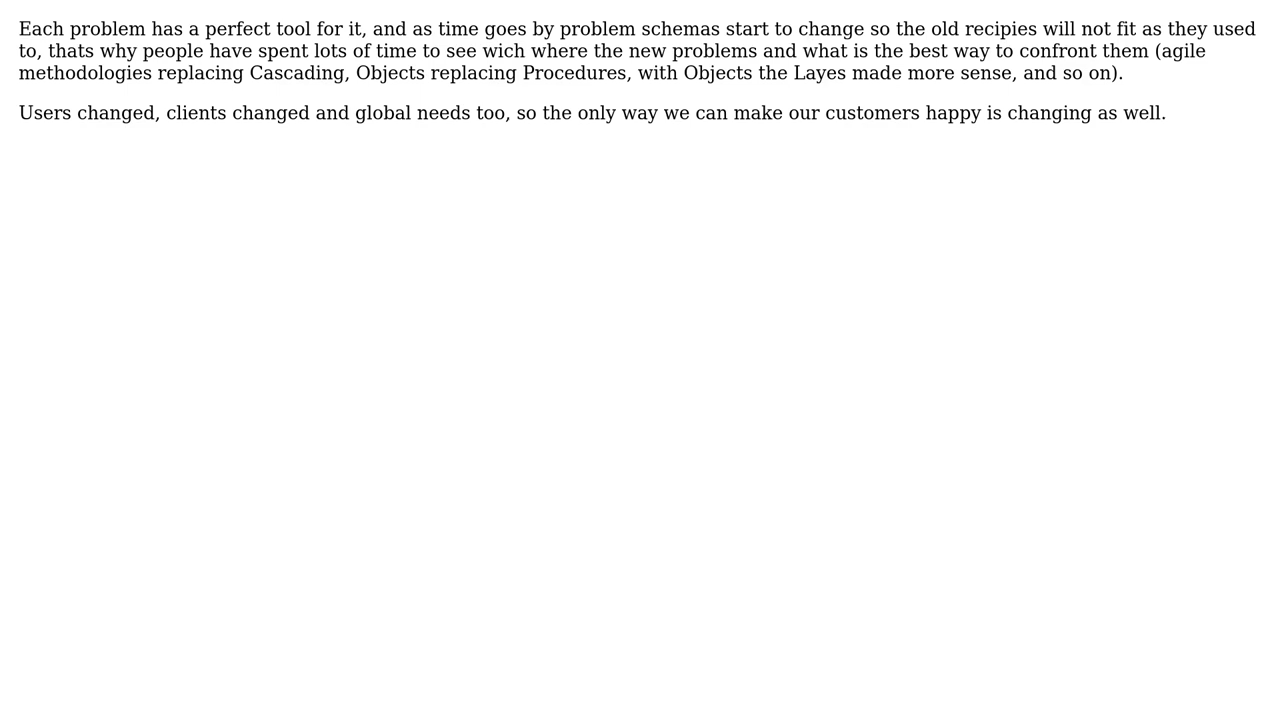 Each problem has a perfect tool for it, and as time goes by problem schemas start to change so the old recipies will not fit as they used
to, thats why people have spent lots of time to see wich where the new problems and what is the best way to confront them (agile
methodologies replacing Cascading, Objects replacing Procedures, with Objects the Layes made more sense, and so on).
Users changed, clients changed and global needs too, so the only way we can make our customers happy is changing as well.